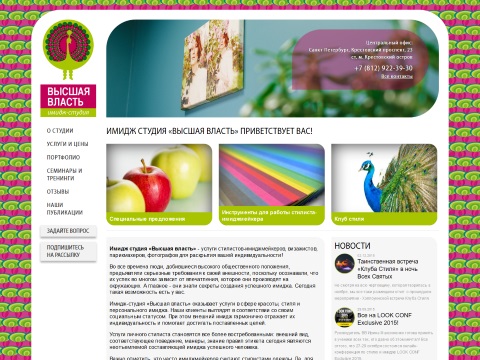 ВЫСШАЯ
ВЛАСТЬ
имидж-студия
О СТУДИИ
УСЛУГИ И ЦЕНЫ
ПОРТФОЛИО
СЕМИНАРЫ И
ТРЕНИНГИ
ОТЗЫВЫ
НАШИ
ПУБЛИКАЦИИ
ЗАДАЙТЕ ВОПРОС
ПОДПИШИТЕСЬ
НА РАССЫЛКУ
Центральный офис:
Санкт Петербург, Крестовский проспект, 23
ст. м. Крестовский остров
+7 (812) 922-39-30
Все контакты
ИМИДЖ СТУДИЯ «ВЫСШАЯ ВЛАСТЬ» ПРИВЕТСТВУЕТ ВАС!
Специальные предложения
Инструменты для работы стилиста-
имиджмейкера
Клуб стиля
Имидж студия «Высшая власть» - услуги стилистов-имиджмейкеров, визажистов,
парикмахеров, фотографов для раскрытия вашей индивидуальности!
Во все времена люди, добившиеся высокого общественного положения,
предъявляли серьезные требования к своей внешности, поскольку осознавали, что
их успех во многом зависит от впечатления, которое они производят на
окружающих. А главное - они знали секреты создания успешного имиджа. Сегодня
такая возможность есть у вас.
Имидж-студия «Высшая власть» оказывают услуги в сфере красоты, стиля и
персонального имиджа. Наши клиенты выглядят в соответствии со своим
социальным статусом. При этом внешний имидж гармонично отражает их
индивидуальность и помогает достигать поставленных целей.
Услуги личного стилиста становятся все более востребованными: внешний вид,
соответствующее поведение, манеры, знание правил этикета сегодня являются
неотъемлемой составляющей имиджа успешного человека.
НОВОСТИ
Таинственная встреча
«Клуба Стиля» в ночь
Всех Святых
Все на LOOK CONF
Exclusive 2015!